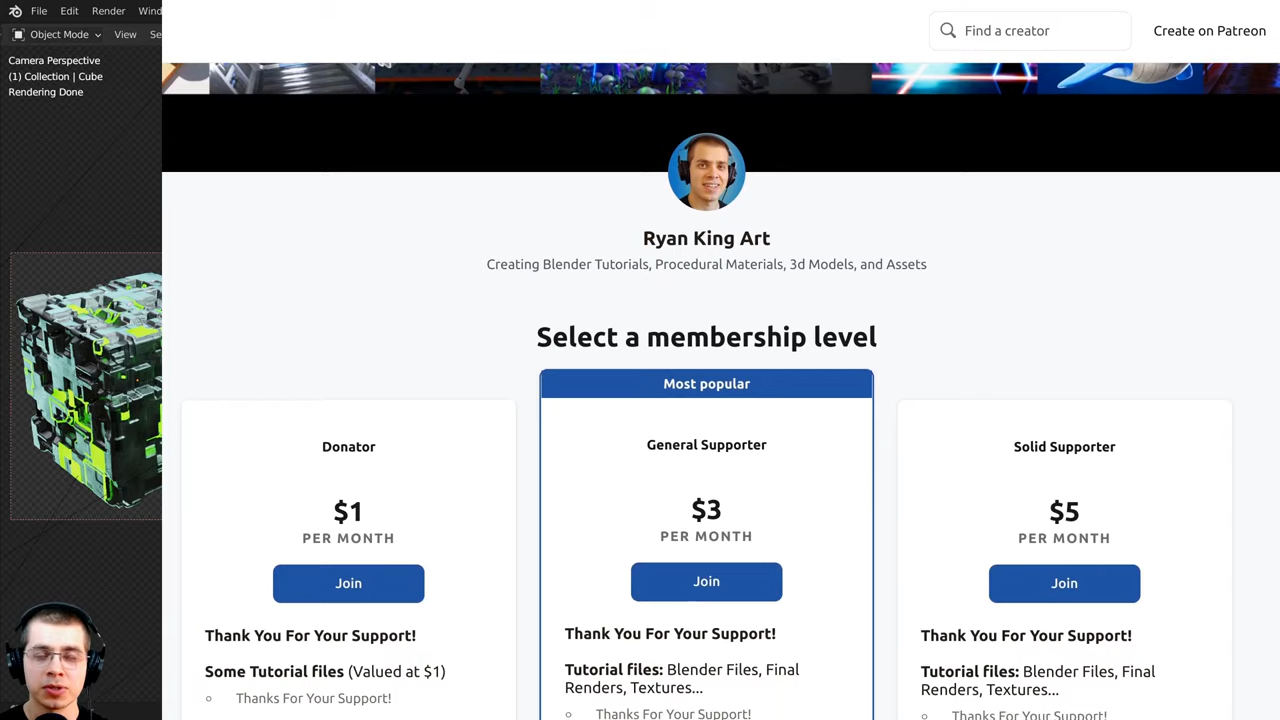 File Edit Render Wind
Object Mode View Se
Camera Perspective
(1) Collection | Cube
Rendering Done
Find a creator
Create on Patreon
Ryan King Art
Creating Blender Tutorials, Procedural Materials, 3d Models, and Assets
Select a membership level
Most popular
Donator
$1
PER MONTH
Join
Thank You For Your Support!
Some Tutorial files (Valued at $1)
Thanks For Your Support!
General Supporter
$3
PER MONTH
Join
Thank You For Your Support!
Tutorial files: Blender Files, Final
Renders, Textures...
Thanks For Your Support!
Solid Supporter
$5
PER MONTH
Join
Thank You For Your Support!
Tutorial files: Blender Files, Final
Renders, Textures...
Thanks For Your Support!